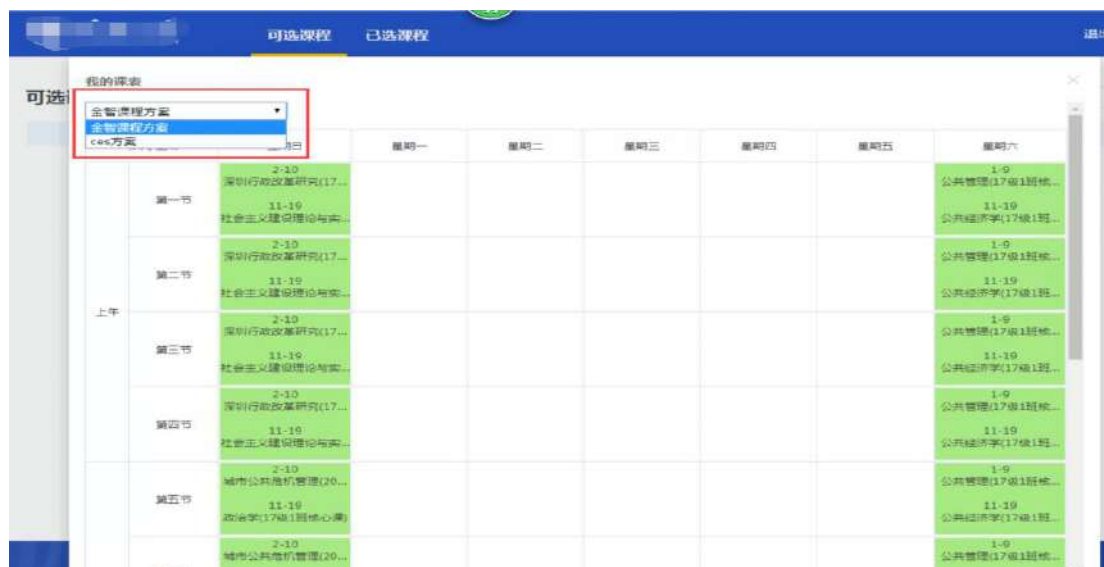 可选课程 已选课程
我的课表
可选
金智课程方案
金智课程方案
ces方案
星期一 星期二 星期三 星期四 星期五 星期六
上午
第一节
2-10
深圳行政改革研究(17...
11-19
社会主义建设理论与实...
1-9
公共管理(17级1班核...
11-19
公共经济学(17级1班...
第二节
2-10
深圳行政改革研究(17...
11-19
社会主义建设理论与实...
1-9
公共管理(17级1班核...
11-19
公共经济学(17级1班...
第三节
2-10
深圳行政改革研究(17...
11-19
社会主义建设理论与实...
1-9
公共管理(17级1班核...
11-19
公共经济学(17级1班...
第四节
2-10
深圳行政改革研究(17...
11-19
社会主义建设理论与实...
1-9
公共管理(17级1班核...
11-19
公共经济学(17级1班...
第五节
2-10
城市公共危机管理(20...
11-19
政治学(17级1班核心课)
1-9
公共管理(17级1班核...
11-19
公共经济学(17级1班...
2-10
城市公共危机管理(20...
1-9
公共管理(17级1班核...